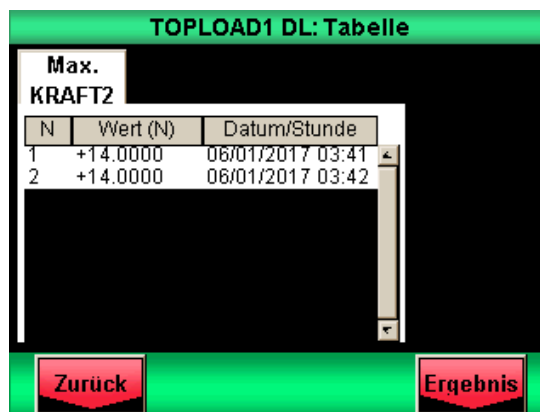 TOPLOAD1 DL: Tabelle
Max.
KRAFT2
N Wert (N) Datum/Stunde
1 +14.0000 06/01/2017 03:41
2 +14.0000 06/01/2017 03:42
Zurück Ergebnis